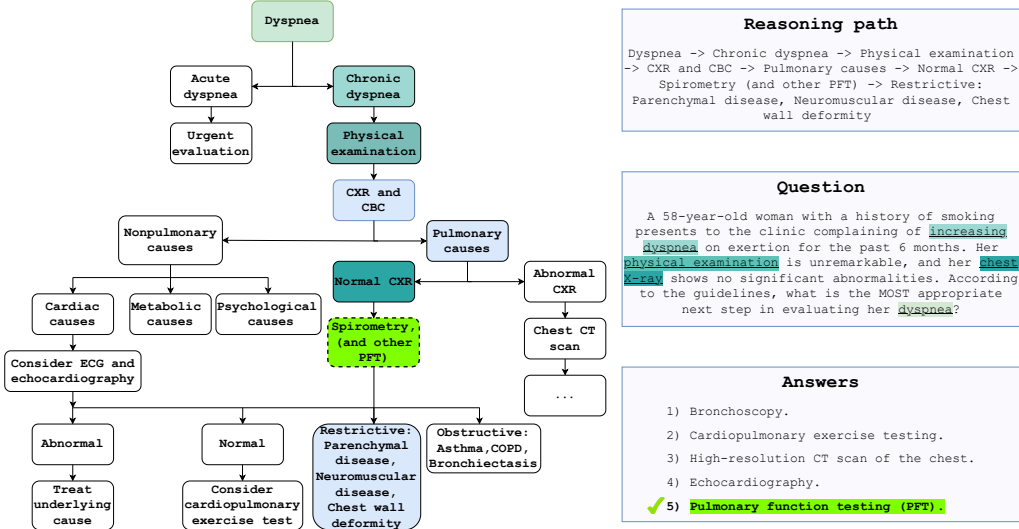 Dyspnea
Acute
dyspnea
Chronic
dyspnea
Urgent
evaluation
Physical
examination
CXR and
CBC
Nonpulmonary
causes
Pulmonary
causes
Normal CXR
Abnormal
CXR
Cardiac
causes
Metabolic
causes
Psychological
causes
Spirometry,
(and other
PFT)
Chest CT
scan
Consider ECG and
echocardiography
...
Abnormal
Normal
Restrictive:
Parenchymal
disease,
Neuromuscular
disease,
Chest wall
deformity
Obstructive:
Asthma,COPD,
Bronchiectasis
Treat
underlying
cause
Consider
cardiopulmonary
exercise test
Reasoning path
Dyspnea -> Chronic dyspnea -> Physical examination
-> CXR and CBC -> Pulmonary causes -> Normal CXR ->
Spirometry (and other PFT) -> Restrictive:
Parenchymal disease, Neuromuscular disease, Chest
wall deformity
Question
A 58-year-old woman with a history of smoking
presents to the clinic complaining of increasing
dyspnea on exertion for the past 6 months. Her
physical examination is unremarkable, and her chest
X-ray shows no significant abnormalities. According
to the guidelines, what is the MOST appropriate
next step in evaluating her dyspnea?
Answers
1) Bronchoscopy.
2) Cardiopulmonary exercise testing.
3) High-resolution CT scan of the chest.
4) Echocardiography.
5) Pulmonary function testing (PFT).